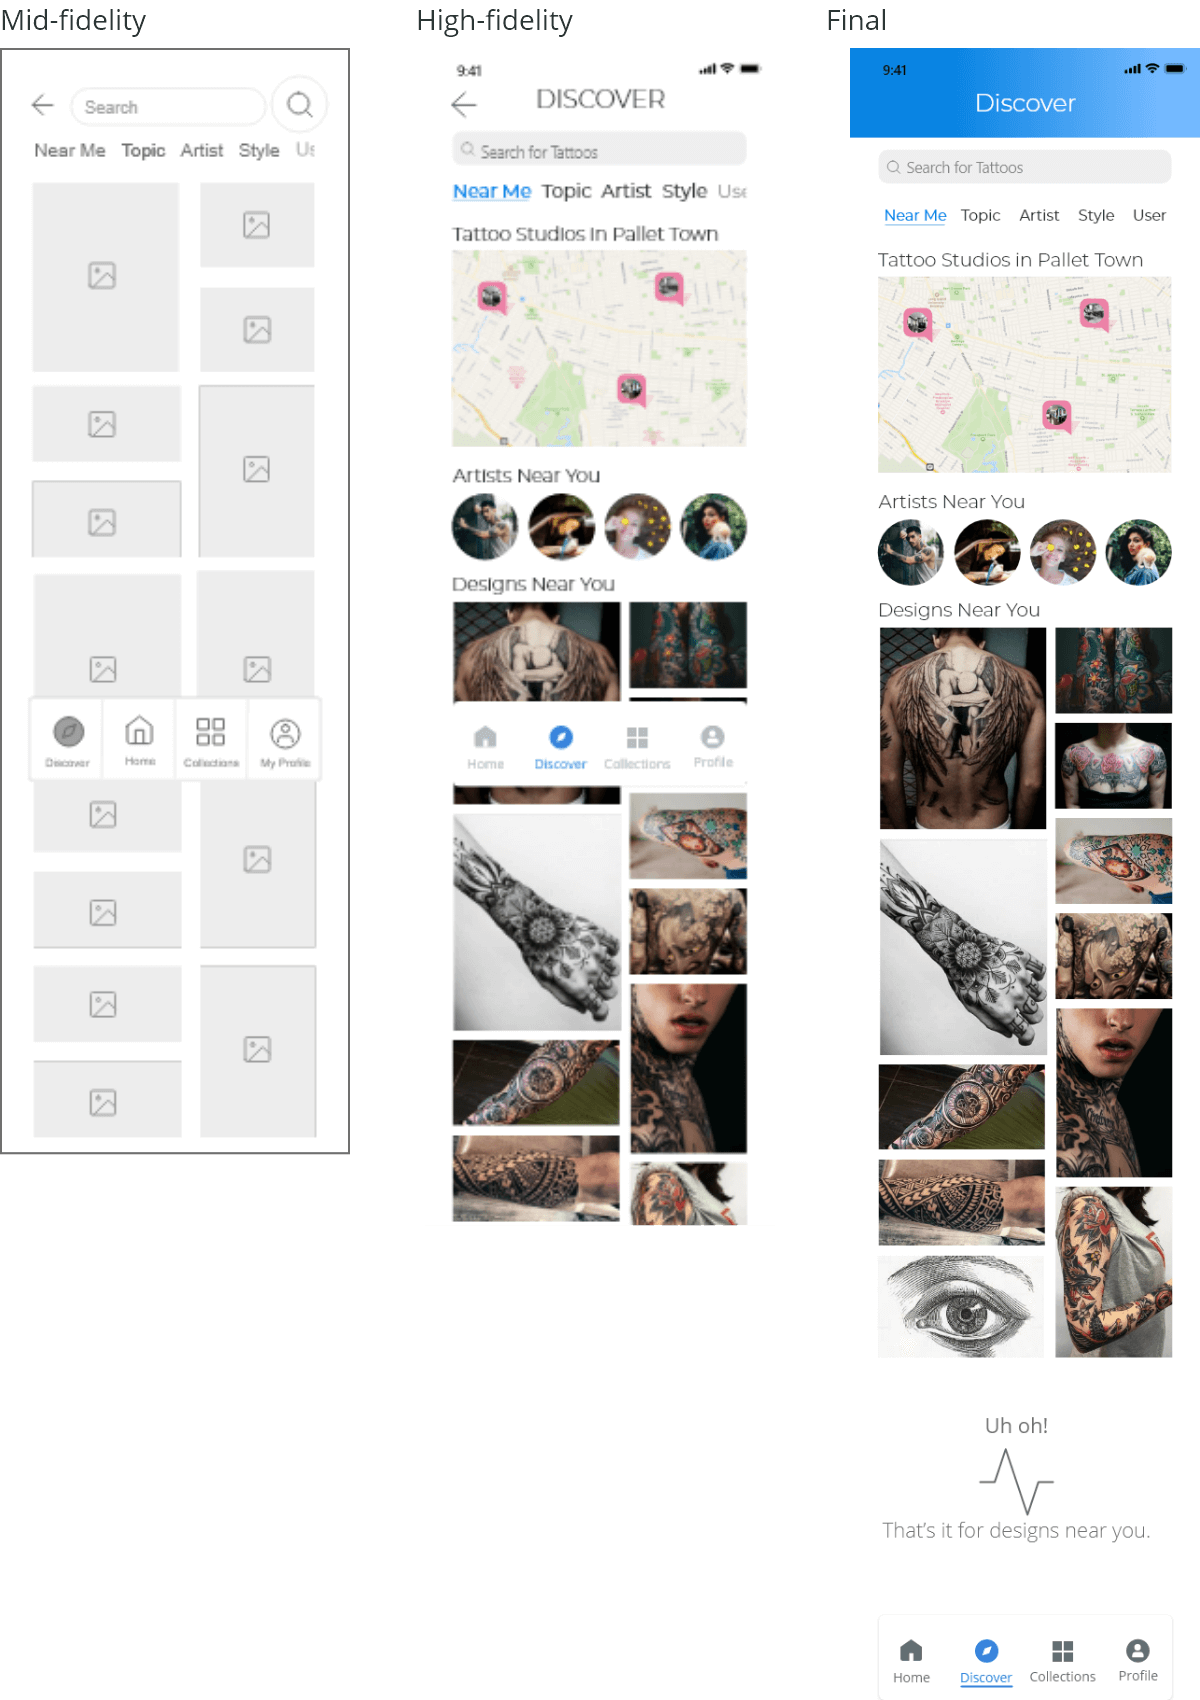 Mid-fidelity
Search
Near Me Topic Artist Style Us
Discover Home Collections My Profile
High-fidelity
9:41
DISCOVER
Search for Tattoos
Near Me Topic Artist Style Use
Tattoo Studios in Pallet Town
Artists Near You
Designs Near You
Home Discover Collections Profile
Final
9:41
Discover
Search for Tattoos
Near Me Topic Artist Style User
Tattoo Studios in Pallet Town
Artists Near You
Designs Near You
Uh oh!
That's it for designs near you.
Home Discover Collections Profile